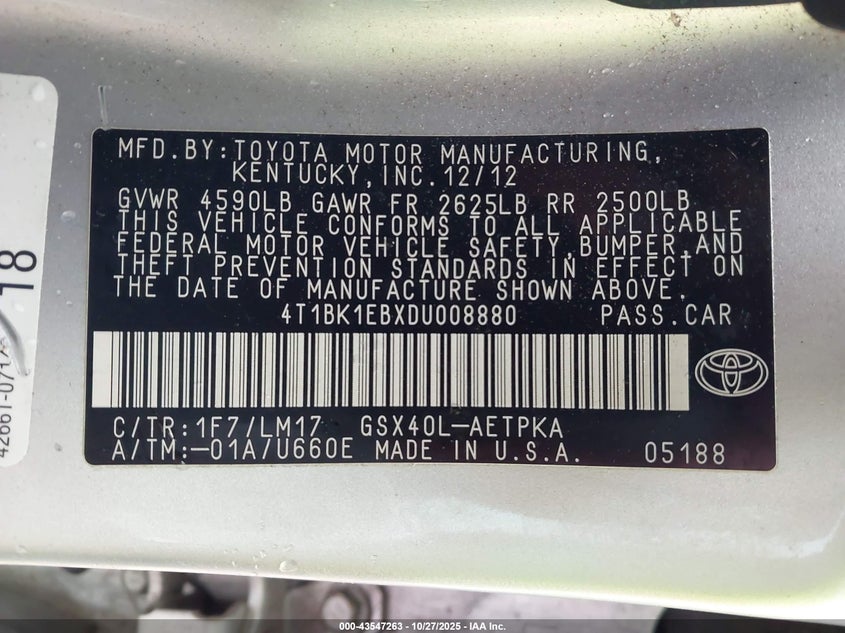 MFD.BY:TOYOTA MOTOR MANUFACTURING,
KENTUCKY,INC.12/12
GVWR 4590LB GAWR FR 2625LB RR 2500LB
THIS VEHICLE CONFORMS TO ALL APPLICABLE
FEDERAL MOTOR VEHICLE SAFETY,BUMPER,AND
THEFT PREVENTION STANDARDS IN EFFECT ON
THE DATE OF MANUFACTURE SHOWN ABOVE.
4T1BK1EBXDU008880 PASS.CAR
C/TR:1F7/LM17 GSX40L-AETPKA
A/TM:-01A/U660E MADE IN U.S.A. 05188
18
000-43547263 - 10/27/2025 - IAA Inc.